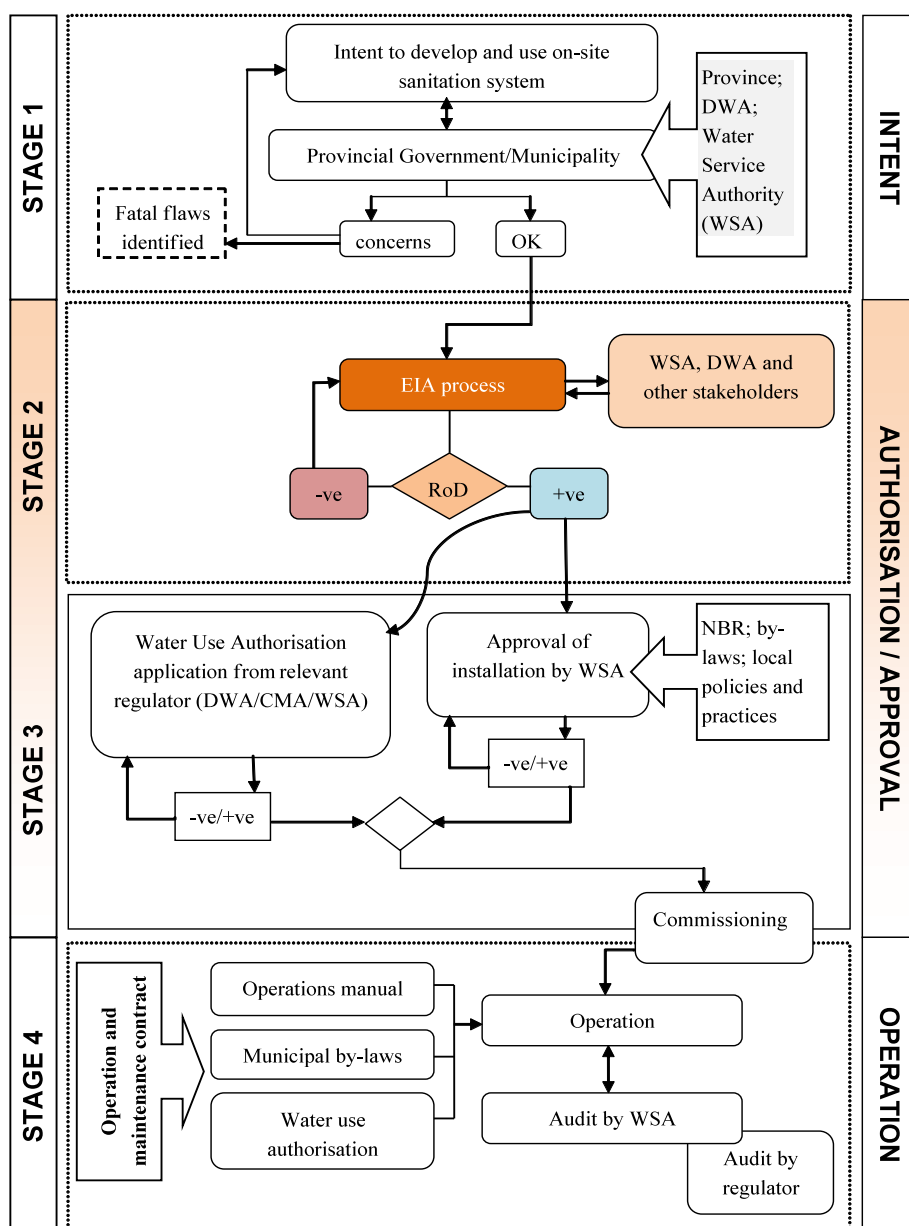 STAGE 1
INTENT
Intent to develop and use on-site
sanitation system
Provincial Government/Municipality
Province;
DWA;
Water
Service
Authority
(WSA)
Fatal flaws
identified
concerns
OK
STAGE 2
AUTHORISATION / APPROVAL
EIA process
WSA, DWA and
other stakeholders
-ve
RoD
+ve
STAGE 3
Water Use Authorisation
application from relevant
regulator (DWA/CMA/WSA)
Approval of
installation by WSA
NBR; by-
laws; local
policies and
practices
-ve/+ve
-ve/+ve
Commissioning
STAGE 4
OPERATION
Operation and
maintenance contract
Operations manual
Municipal by-laws
Water use
authorisation
Operation
Audit by WSA
Audit by
regulator